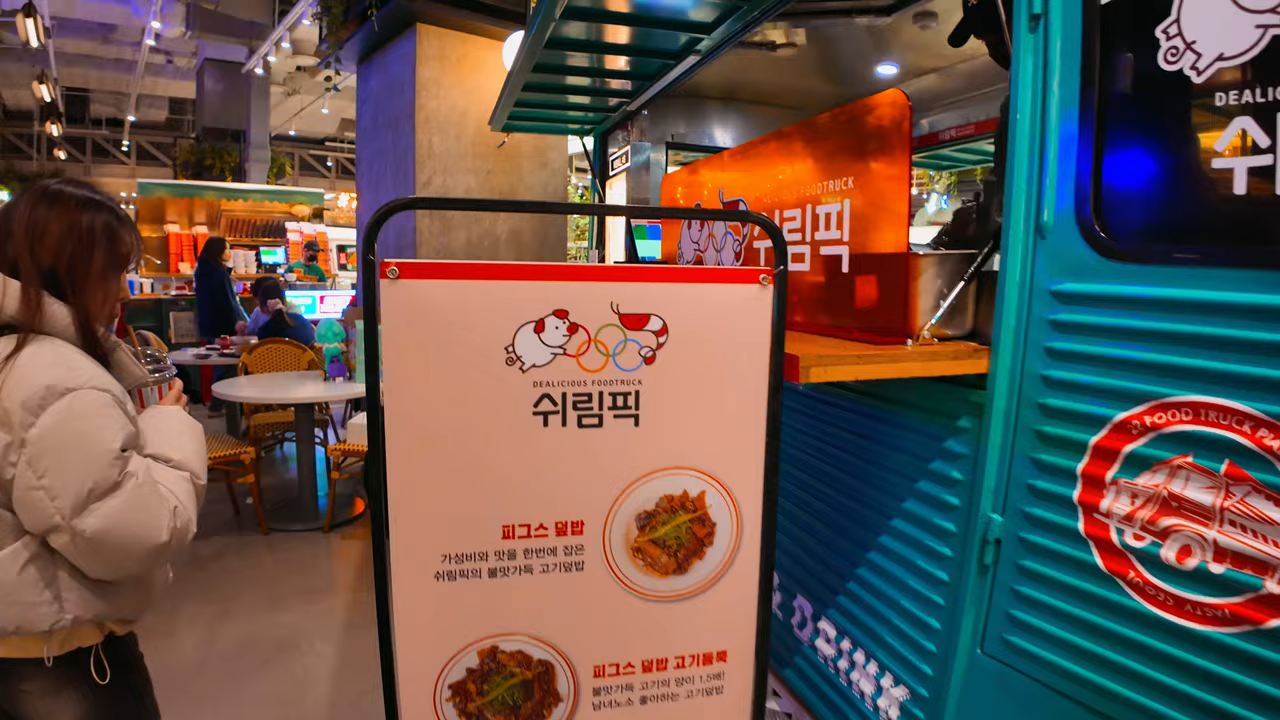 DEALICIOUS FOODTRUCK
쉬림픽
피그스 덮밥
가성비와 맛을 한번에 잡은
쉬림픽의 불맛가득 고기덮밥
피그스 덮밥 고기듬뿍
불맛가득 고기의 양이 1.5배!
남녀노소 좋아하는 고기덮밥
FOODTRUCK
쉬림픽
DEALIC
쉬
FOOD TRUCK
DRINK